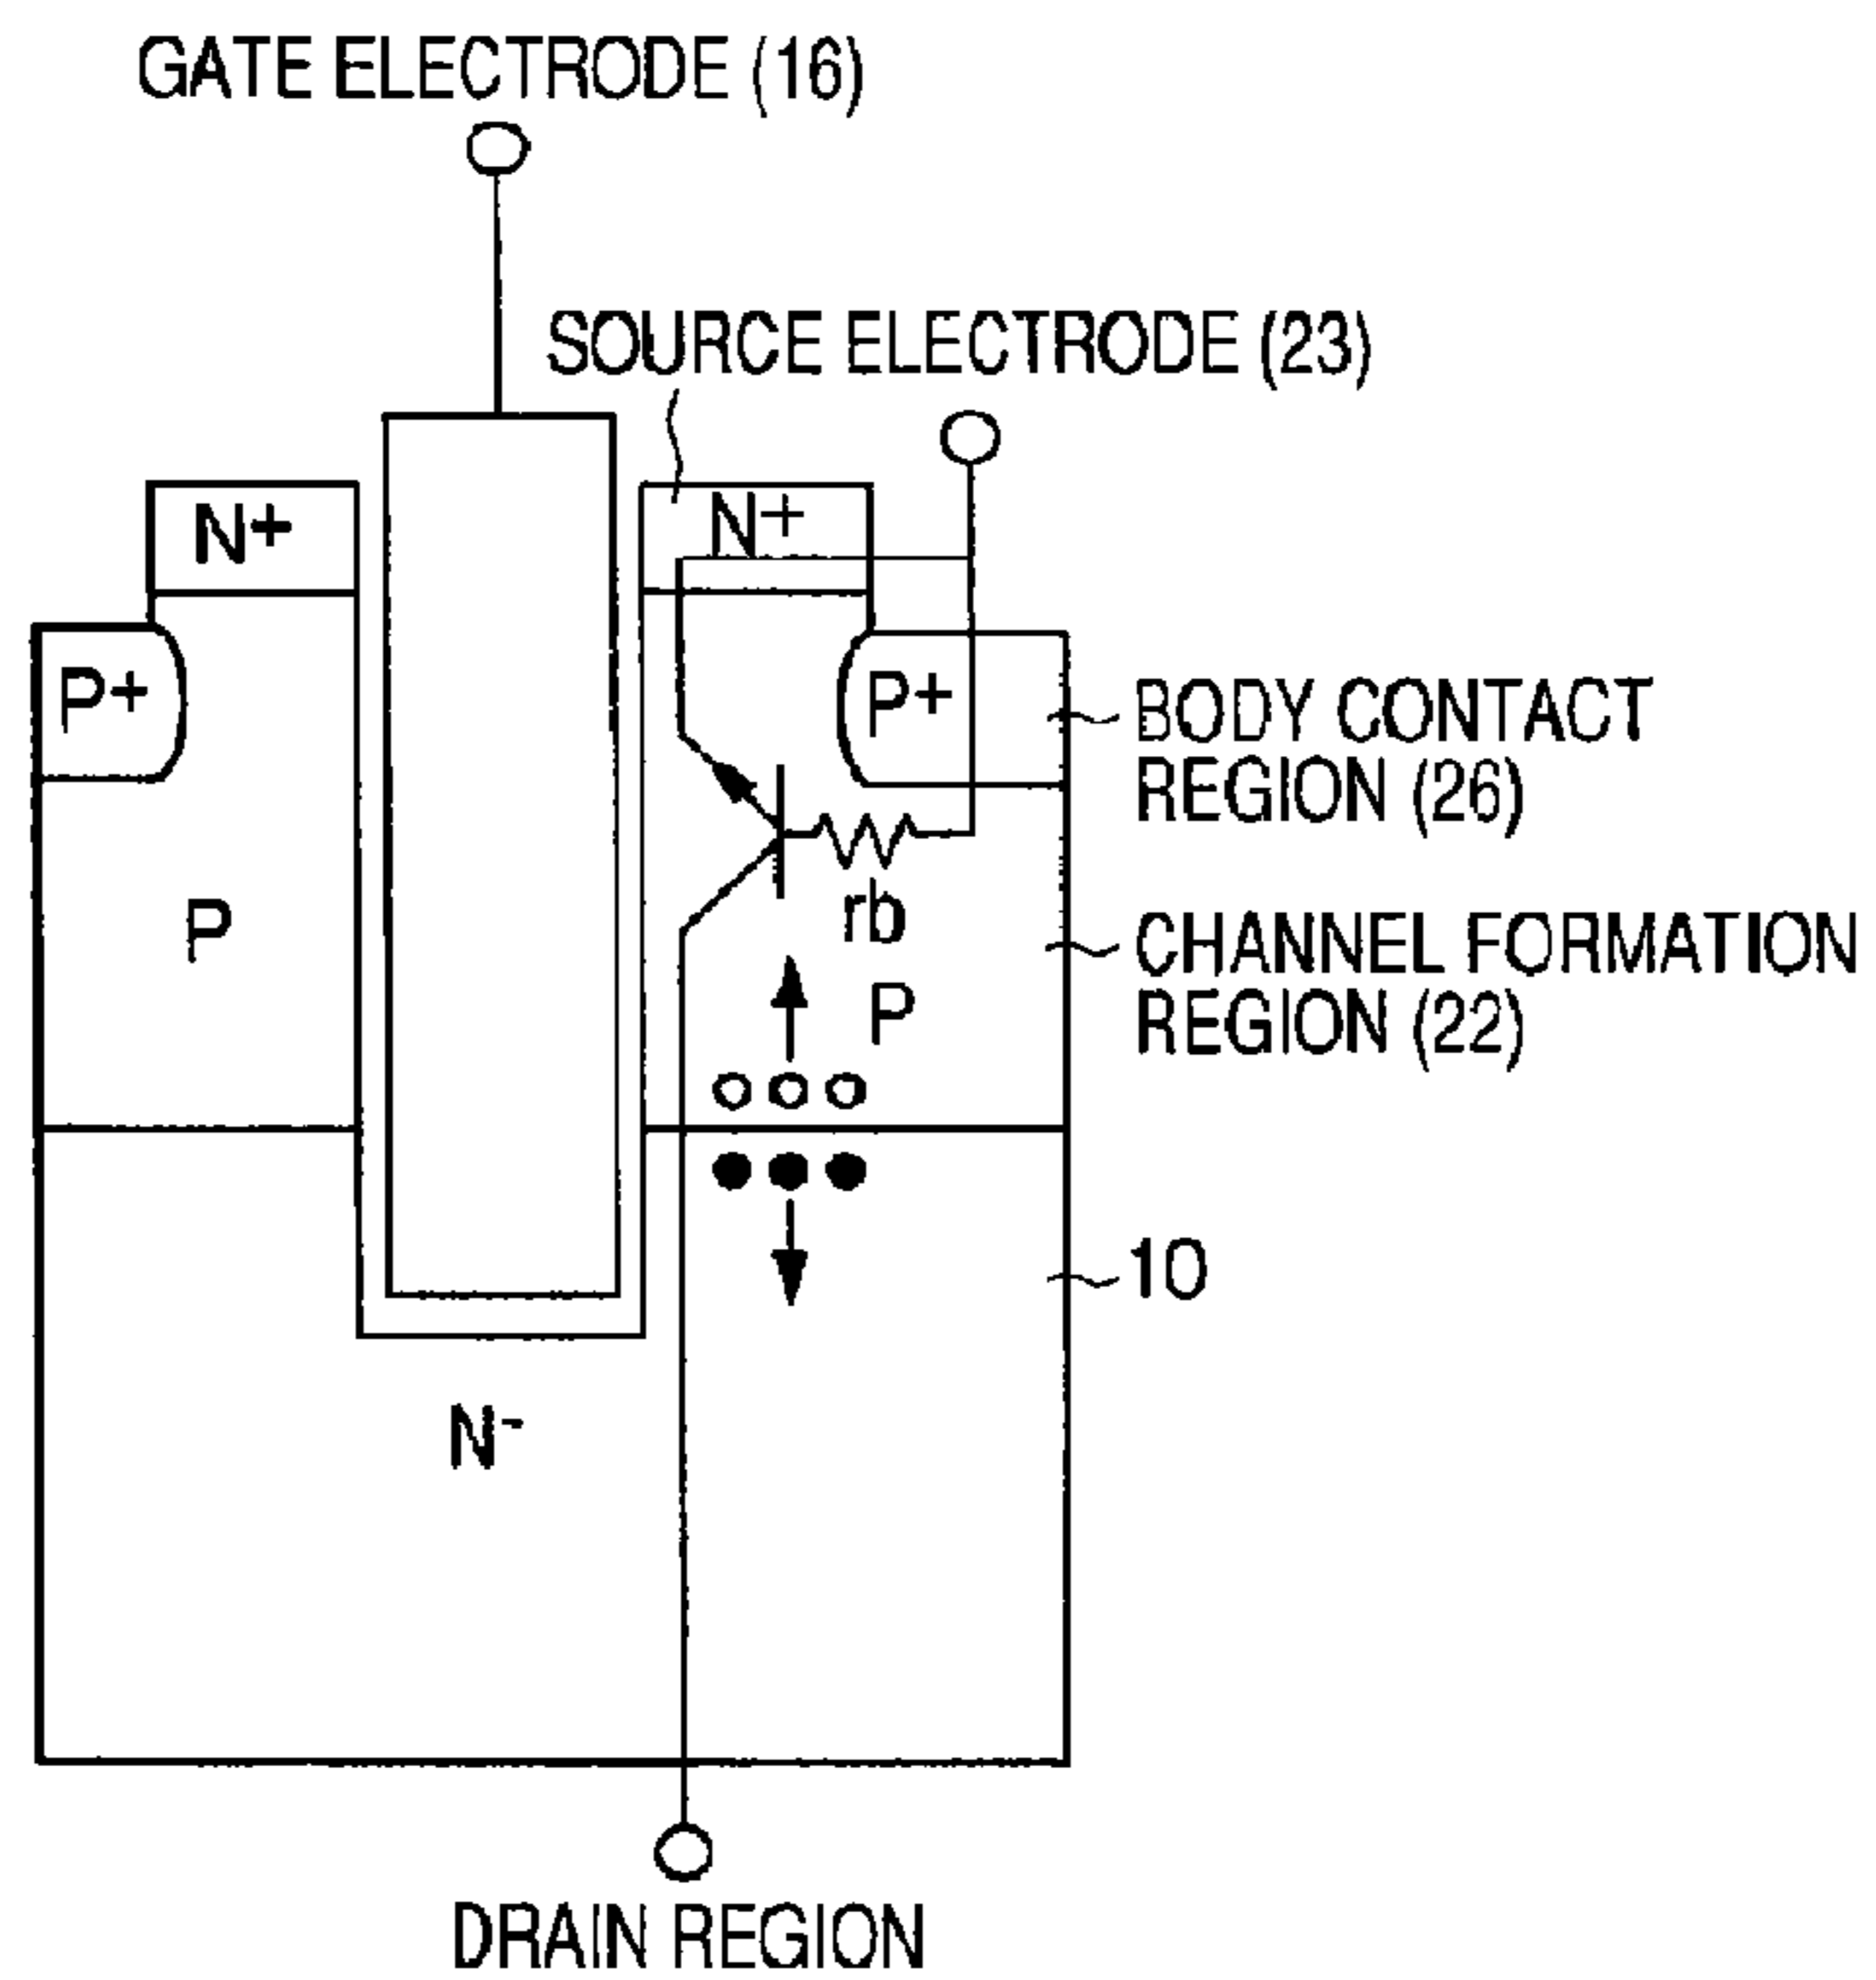 GATE ELECTRODE (16)
SOURCE ELECTRODE (23)
N+
N+
P+
P+
BODY CONTACT
REGION (26)
P
rb
CHANNEL FORMATION
REGION (22)
P
10
N-
DRAIN REGION